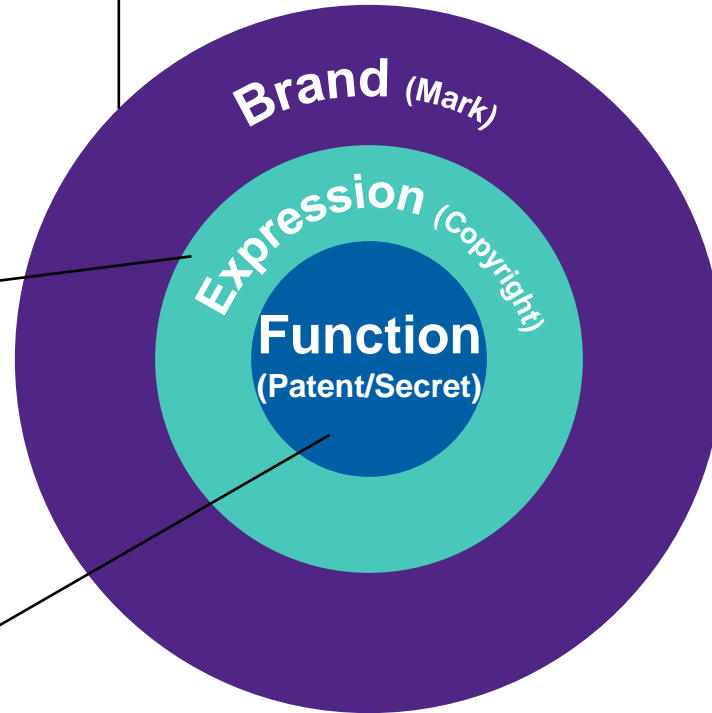 Brand (Mark)
Expression (Copyright)
Function
(Patent/Secret)